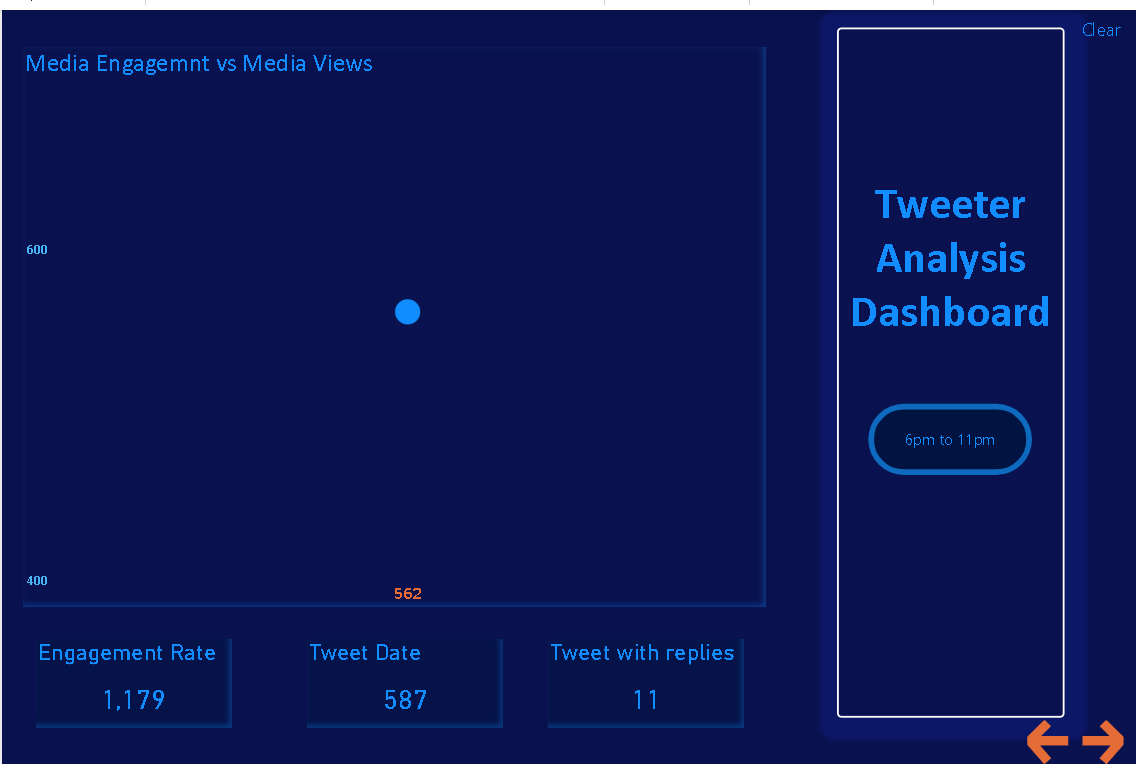 Media Engagemnt vs Media Views
600
400
562
Engagement Rate
1,179
Tweet Date
587
Tweet with replies
11
Clear
Tweeter
Analysis
Dashboard
6pm to 11pm